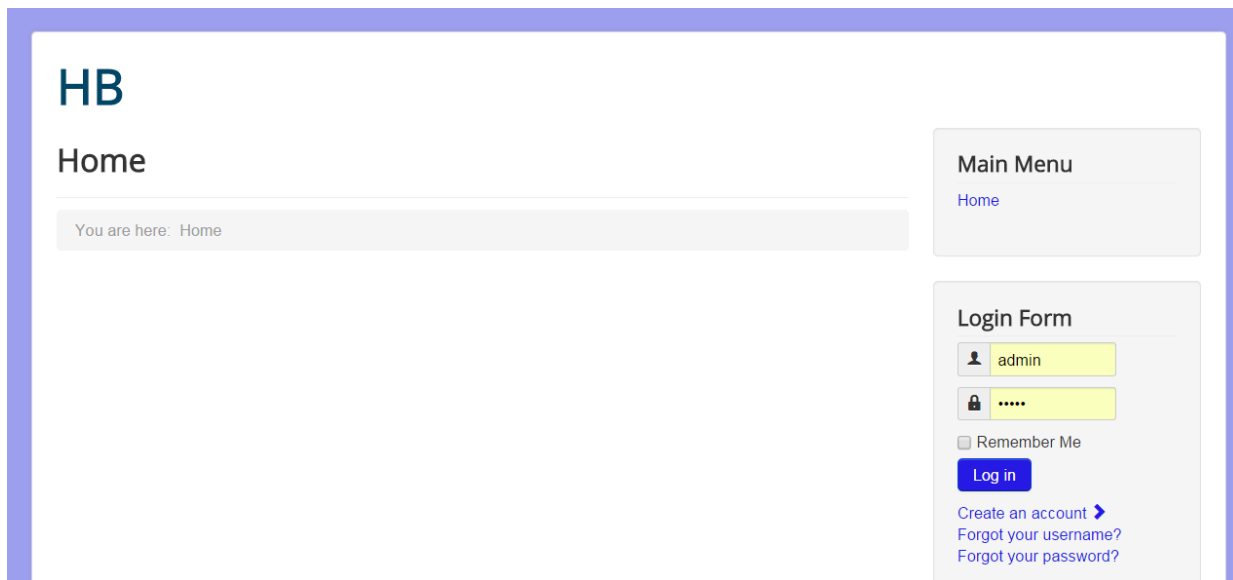 HB
Home
You are here: Home
Main Menu
Home
Login Form
admin
•••••
Remember Me
Log in
Create an account
Forgot your username?
Forgot your password?